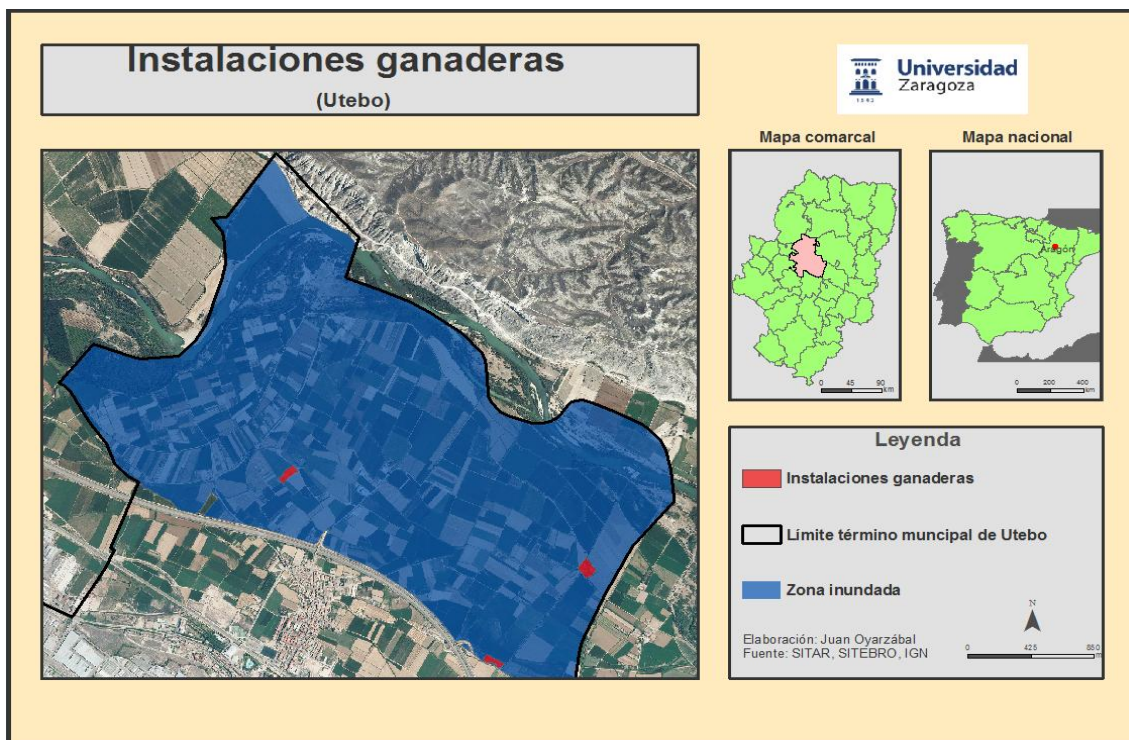 Instalaciones ganaderas
(Utebo)
Universidad
Zaragoza
1542
Mapa comarcal
Mapa nacional
Aragón
0 45 90
KM
0 200 400
KM
Leyenda
Instalaciones ganaderas
Límite término muncipal de Utebo
Zona inundada
Elaboración: Juan Oyarzábal
Fuente: SITAR, SITEBRO, IGN
N
0 425 850
m